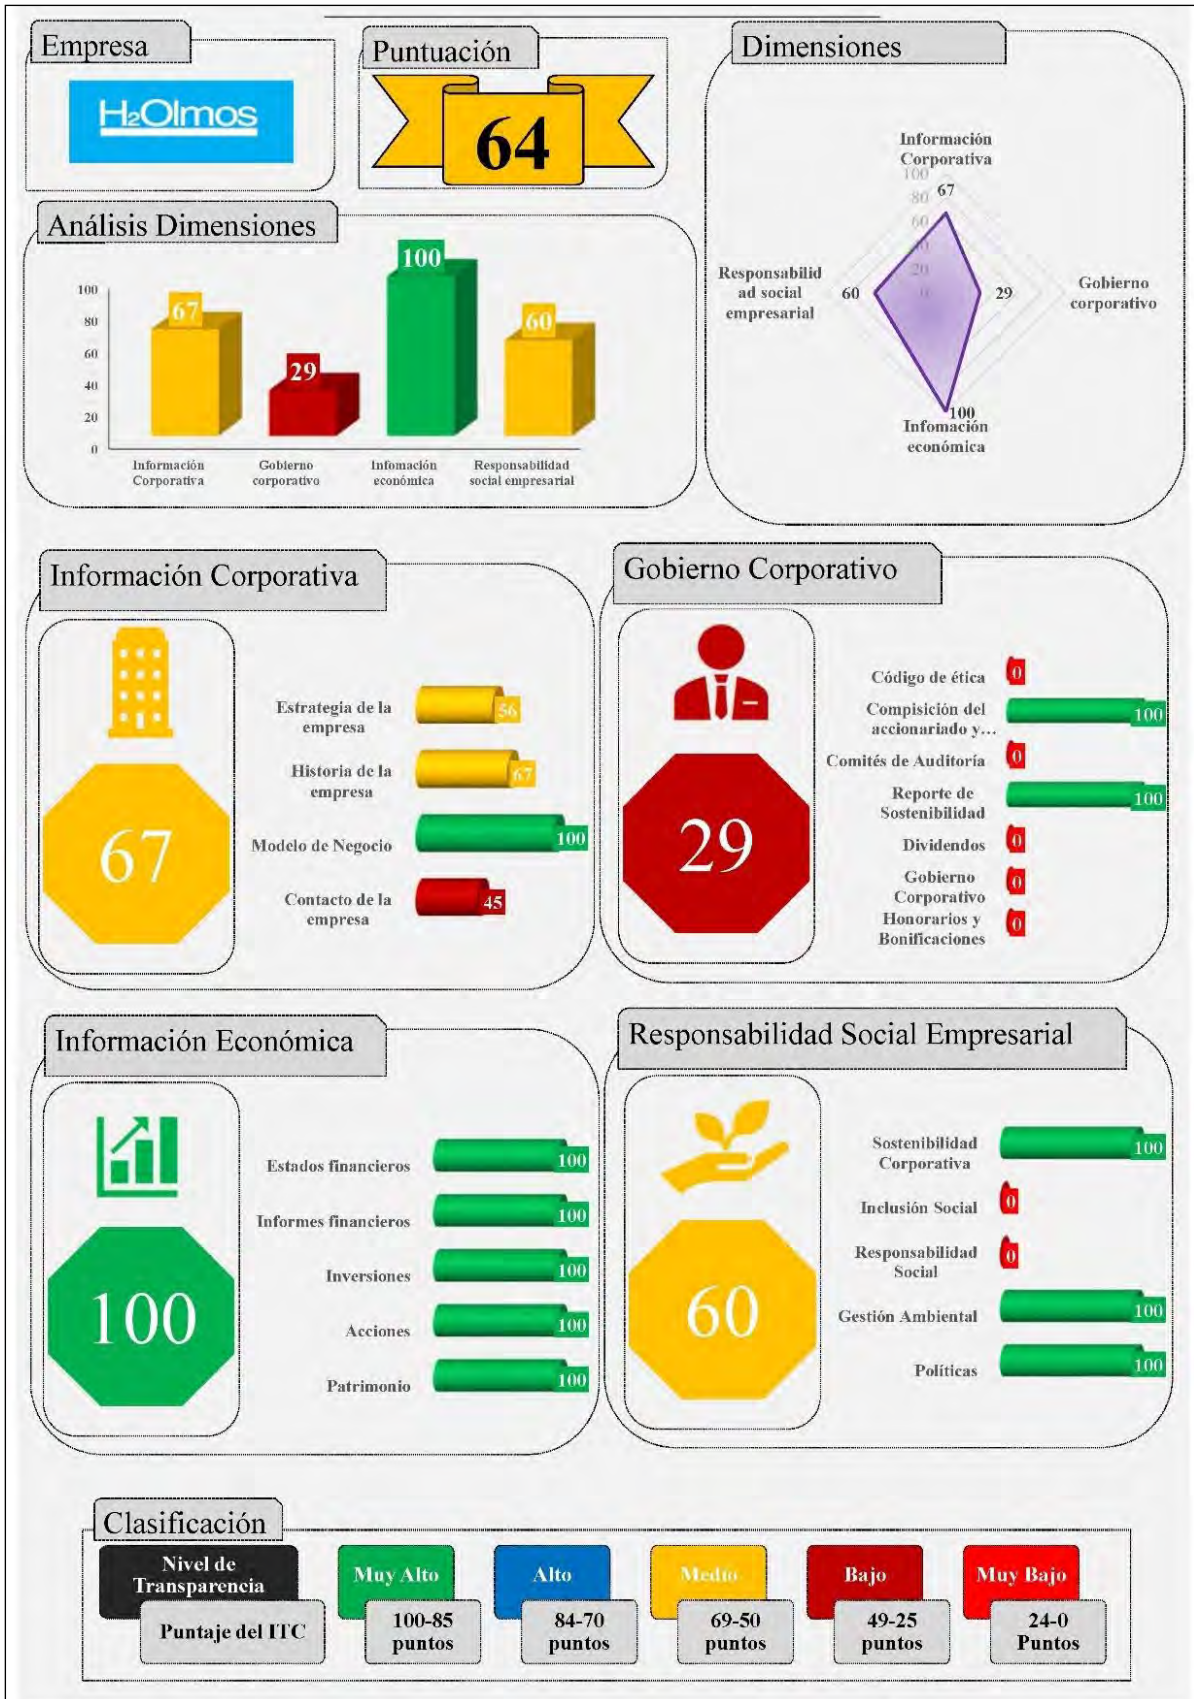 Empresa
H₂Olmos
Puntuación
64
Dimensiones
Información
Corporativa
100
80
60
40
20
0
67
29
100
60
Gobierno
corporativo
Infomación
económica
Responsabilid
ad social
empresarial
Análisis Dimensiones
100
80
60
40
20
0
67
29
100
60
Información
Corporativa
Gobierno
corporativo
Infomación
económica
Responsabilidad
social empresarial
Información Corporativa
67
Estrategia de la
empresa
56
Historia de la
empresa
67
Modelo de Negocio
100
Contacto de la
empresa
45
Gobierno Corporativo
29
Código de ética
0
Compisición del
accionariado y...
100
Comités de Auditoría
0
Reporte de
Sostenibilidad
100
Dividendos
0
Gobierno
Corporativo
0
Honorarios y
Bonificaciones
0
Información Económica
100
Estados financieros
100
Informes financieros
100
Inversiones
100
Acciones
100
Patrimonio
100
Responsabilidad Social Empresarial
60
Sostenibilidad
Corporativa
100
Inclusión Social
0
Responsabilidad
Social
0
Gestión Ambiental
100
Políticas
100
Clasificación
Nivel de
Transparencia
Puntaje del ITC
Muy Alto
100-85
puntos
Alto
84-70
puntos
Medio
69-50
puntos
Bajo
49-25
puntos
Muy Bajo
24-0
Puntos